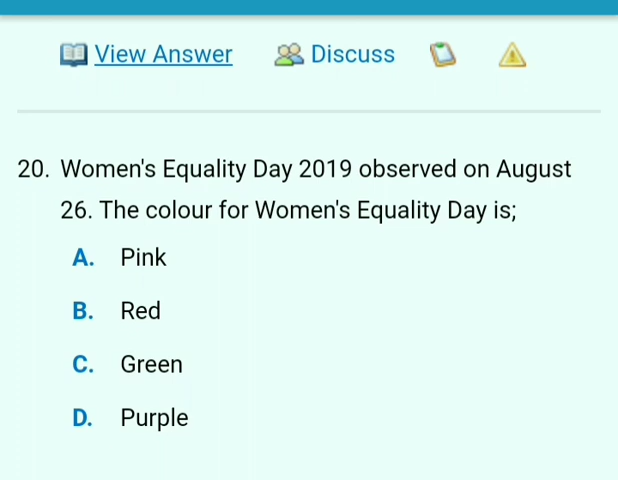 View Answer Discuss
20. Women's Equality Day 2019 observed on August
26. The colour for Women's Equality Day is;
A. Pink
B. Red
C. Green
D. Purple